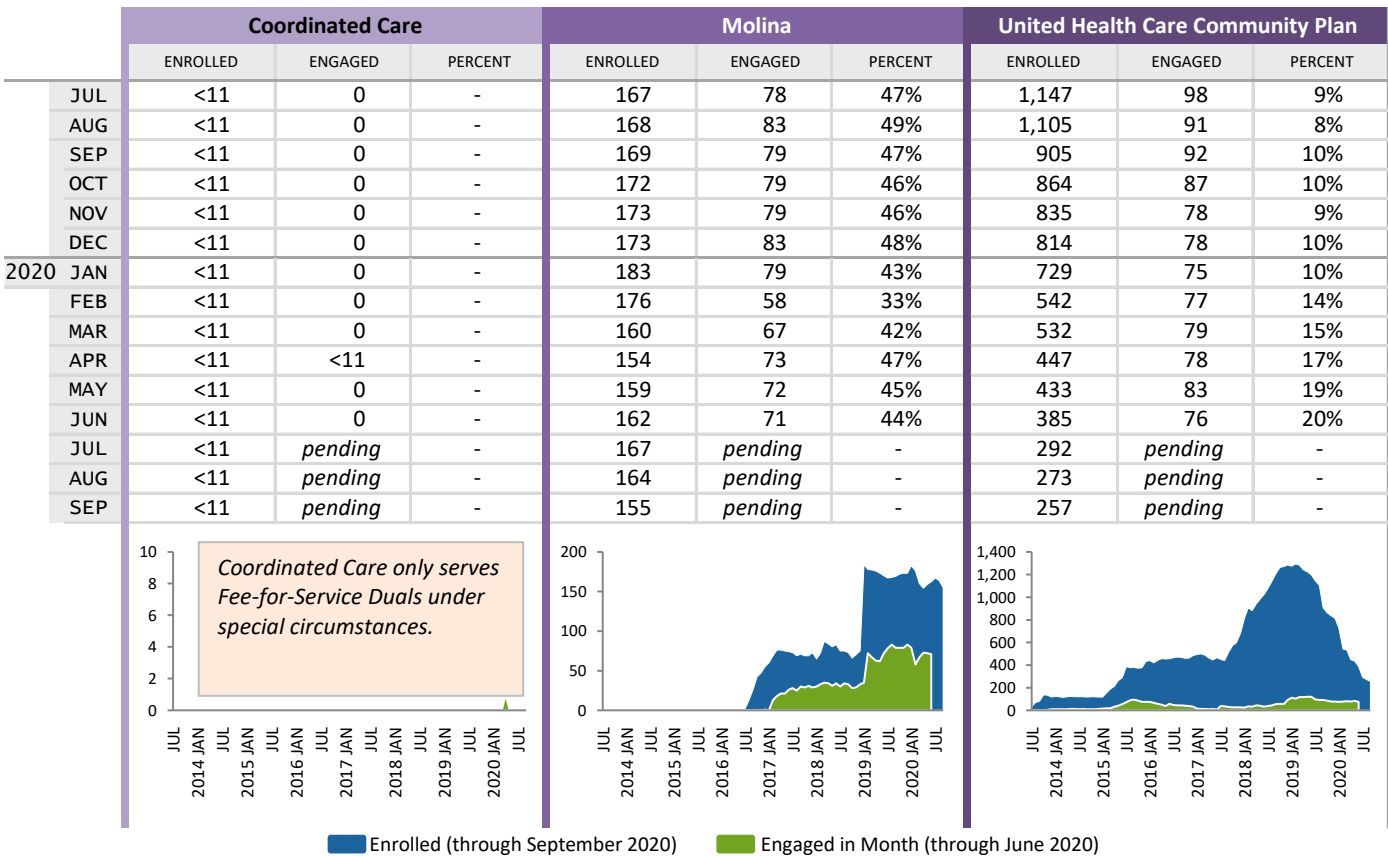 Coordinated Care Molina United Health Care Community Plan
ENROLLED ENGAGED PERCENT ENROLLED ENGAGED PERCENT ENROLLED ENGAGED PERCENT
JUL <11 0 - 167 78 47% 1,147 98 9%
AUG <11 0 - 168 83 49% 1,105 91 8%
SEP <11 0 - 169 79 47% 905 92 10%
OCT <11 0 - 172 79 46% 864 87 10%
NOV <11 0 - 173 79 46% 835 78 9%
DEC <11 0 - 173 83 48% 814 78 10%
2020 JAN <11 0 - 183 79 43% 729 75 10%
FEB <11 0 - 176 58 33% 542 77 14%
MAR <11 0 - 160 67 42% 532 79 15%
APR <11 <11 - 154 73 47% 447 78 17%
MAY <11 0 - 159 72 45% 433 83 19%
JUN <11 0 - 162 71 44% 385 76 20%
JUL <11 pending - 167 pending - 292 pending -
AUG <11 pending - 164 pending - 273 pending -
SEP <11 pending - 155 pending - 257 pending -
10
8
6
4
2
0
Coordinated Care only serves
Fee-for-Service Duals under
special circumstances.
JUL
2014 JAN
JUL
2015 JAN
JUL
2016 JAN
JUL
2017 JAN
JUL
2018 JAN
JUL
2019 JAN
JUL
2020 JAN
JUL
200
150
100
50
0
JUL
2014 JAN
JUL
2015 JAN
JUL
2016 JAN
JUL
2017 JAN
JUL
2018 JAN
JUL
2019 JAN
JUL
2020 JAN
JUL
1,400
1,200
1,000
800
600
400
200
0
JUL
2014 JAN
JUL
2015 JAN
JUL
2016 JAN
JUL
2017 JAN
JUL
2018 JAN
JUL
2019 JAN
JUL
2020 JAN
JUL
Enrolled (through September 2020) Engaged in Month (through June 2020)